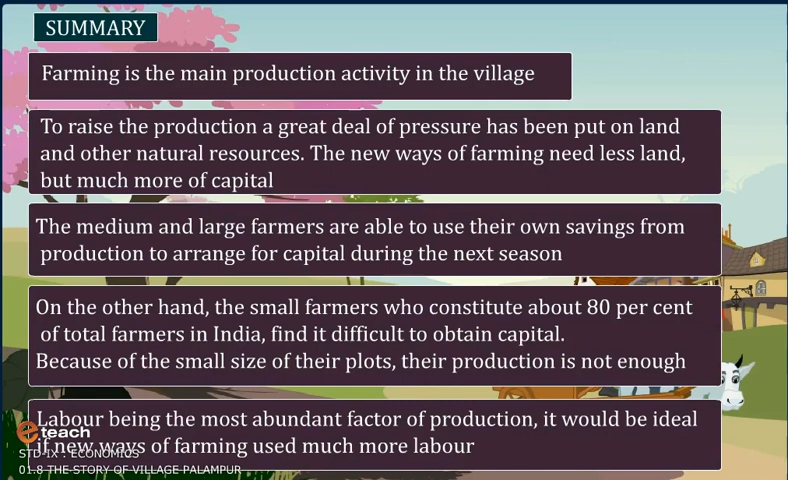 SUMMARY
Farming is the main production activity in the village
To raise the production a great deal of pressure has been put on land
and other natural resources. The new ways of farming need less land,
but much more of capital
The medium and large farmers are able to use their own savings from
production to arrange for capital during the next season
On the other hand, the small farmers who constitute about 80 per cent
of total farmers in India, find it difficult to obtain capital.
Because of the small size of their plots, their production is not enough
Labour being the most abundant factor of production, it would be ideal
if new ways of farming used much more labour
eteach
STD-IX : ECONOMICS
01.8 THE STORY OF VILLAGE PALAMPUR